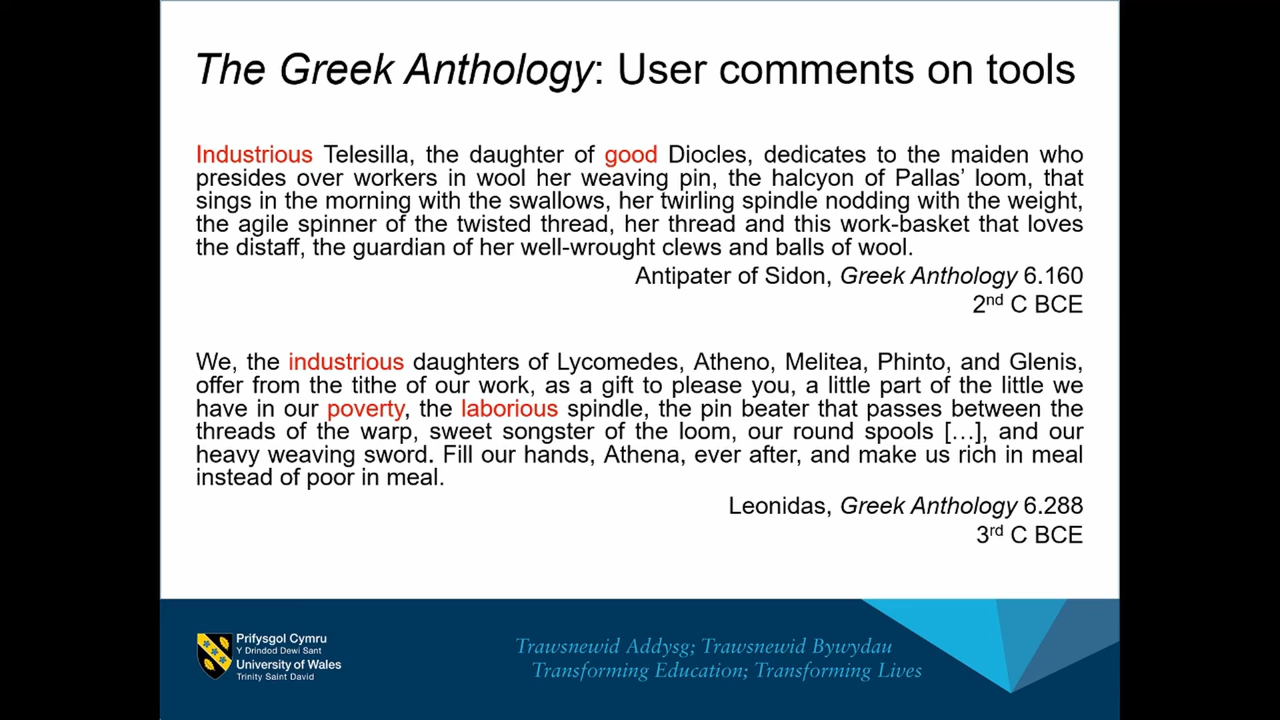 The Greek Anthology: User comments on tools
Industrious Telesilla, the daughter of good Diocles, dedicates to the maiden who
presides over workers in wool her weaving pin, the halcyon of Pallas’ loom, that
sings in the morning with the swallows, her twirling spindle nodding with the weight,
the agile spinner of the twisted thread, her thread and this work-basket that loves
the distaff, the guardian of her well-wrought clews and balls of wool.
Antipater of Sidon, Greek Anthology 6.160
2nd C BCE
We, the industrious daughters of Lycomedes, Atheno, Melitea, Phinto, and Glenis,
offer from the tithe of our work, as a gift to please you, a little part of the little we
have in our poverty, the laborious spindle, the pin beater that passes between the
threads of the warp, sweet songster of the loom, our round spools […], and our
heavy weaving sword. Fill our hands, Athena, ever after, and make us rich in meal
instead of poor in meal.
Leonidas, Greek Anthology 6.288
3rd C BCE
Prifysgol Cymru
Y Drindod Dewi Sant
University of Wales
Trinity Saint David
Trawsnewid Addysg; Trawsnewid Bywydau
Transforming Education; Transforming Lives